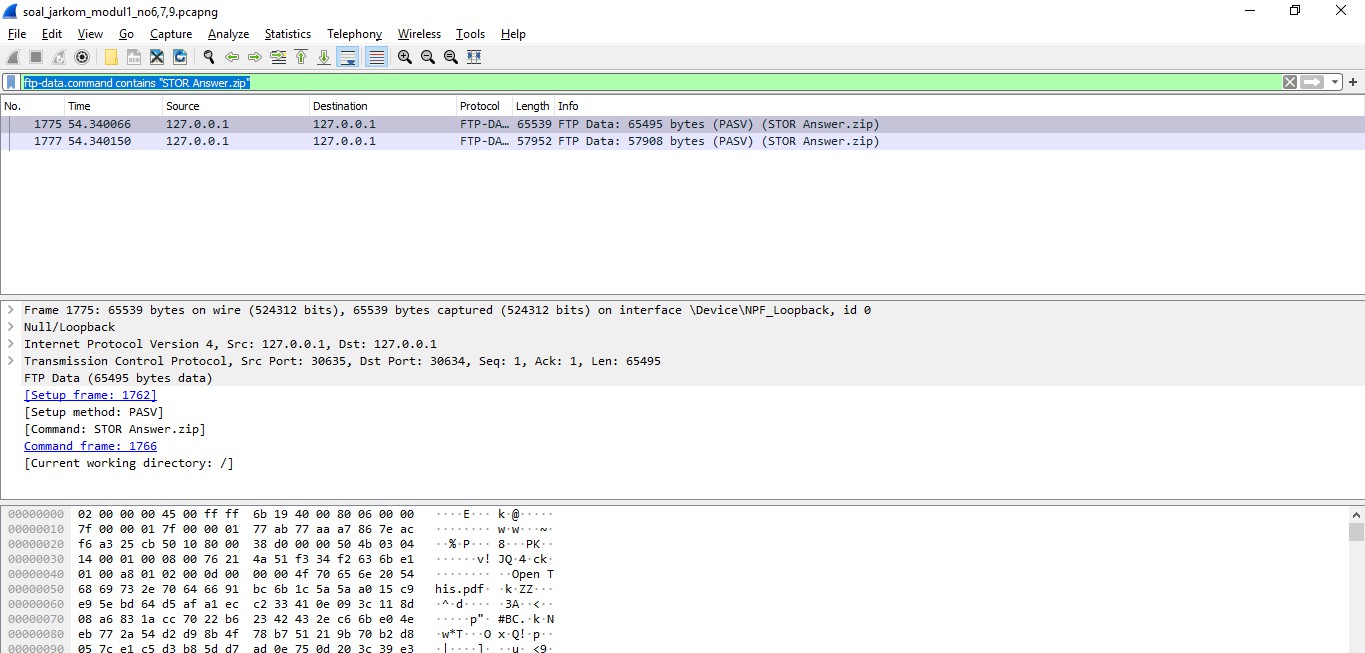 soal_jarkom_modul1_no6,7,9.pcapng
File Edit View Go Capture Analyze Statistics Telephony Wireless Tools Help
ftp-data.command contains "STOR Answer.zip"
No. Time Source Destination Protocol Length Info
1775 54.340066 127.0.0.1 127.0.0.1 FTP-DA… 65539 FTP Data: 65495 bytes (PASV) (STOR Answer.zip)
1777 54.340150 127.0.0.1 127.0.0.1 FTP-DA… 57952 FTP Data: 57908 bytes (PASV) (STOR Answer.zip)
Frame 1775: 65539 bytes on wire (524312 bits), 65539 bytes captured (524312 bits) on interface \Device\NPF_Loopback, id 0
Null/Loopback
Internet Protocol Version 4, Src: 127.0.0.1, Dst: 127.0.0.1
Transmission Control Protocol, Src Port: 30635, Dst Port: 30634, Seq: 1, Ack: 1, Len: 65495
FTP Data (65495 bytes data)
[Setup frame: 1762]
[Setup method: PASV]
[Command: STOR Answer.zip]
Command frame: 1766
[Current working directory: /]
00000000 02 00 00 00 45 00 ff ff 6b 19 40 00 80 06 00 00 ····E··· k·@·····
00000010 7f 00 00 01 7f 00 00 01 77 ab 77 aa a7 86 7e ac ········ w·w···~·
00000020 f6 a3 25 cb 50 10 80 00 38 d0 00 00 50 4b 03 04 ··%·P··· 8···PK··
00000030 14 00 01 00 08 00 76 21 4a 51 f3 34 f2 63 6b e1 ······v! JQ·4·ck·
00000040 01 00 a8 01 02 00 0d 00 00 00 4f 70 65 6e 20 54 ········ ··Open T
00000050 68 69 73 2e 70 64 66 91 bc 6b 1c 5a 5a a0 15 c9 his.pdf· ·k·ZZ···
00000060 e9 5e bd 64 d5 af a1 ec c2 33 41 0e 09 3c 11 8d ·^·d···· ·3A··<··
00000070 08 a6 83 1a cc 70 22 b6 23 42 43 2e c6 6b e0 4e ·····p"· #BC.·k·N
00000080 eb 77 2a 54 d2 d9 8b 4f 78 b7 51 21 9b 70 b2 d8 ·w*T···O x·Q!·p··
00000090 05 7c e1 c5 d3 b8 5d d7 ad 0e 75 0d 20 3c 39 e3 ·|····]· ··u· <9·